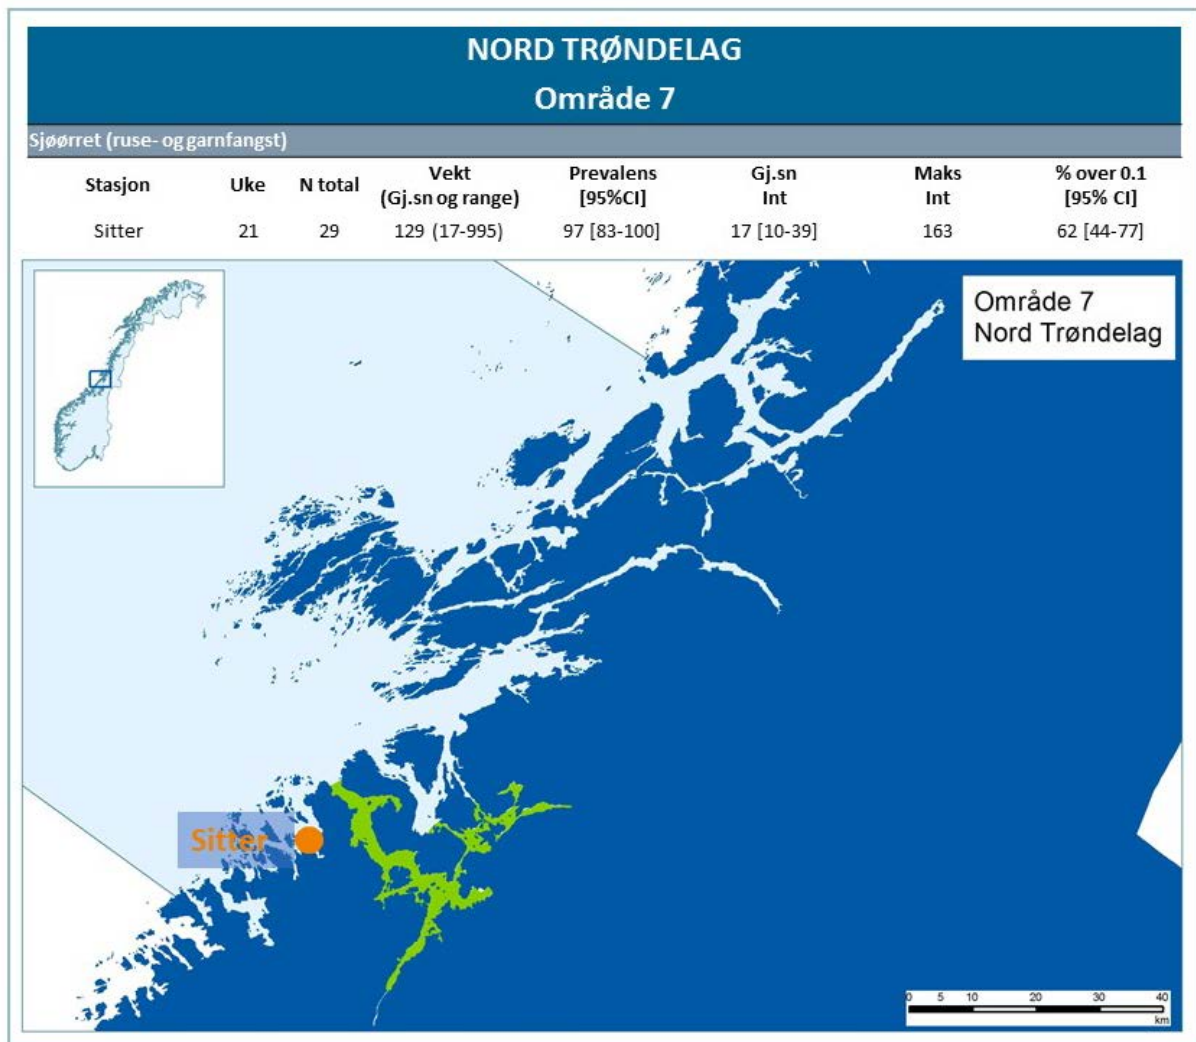 NORD TRØNDELAG
Område 7
Sjøørret (ruse- og garnfangst)
Stasjon Uke N total Vekt (Gj.sn og range) Prevalens [95%CI] Gj.sn Int Maks Int % over 0.1 [95% CI]
Sitter 21 29 129 (17-995) 97 [83-100] 17 [10-39] 163 62 [44-77]
Område 7
Nord Trøndelag
Sitter
0 5 10 20 30 40
km